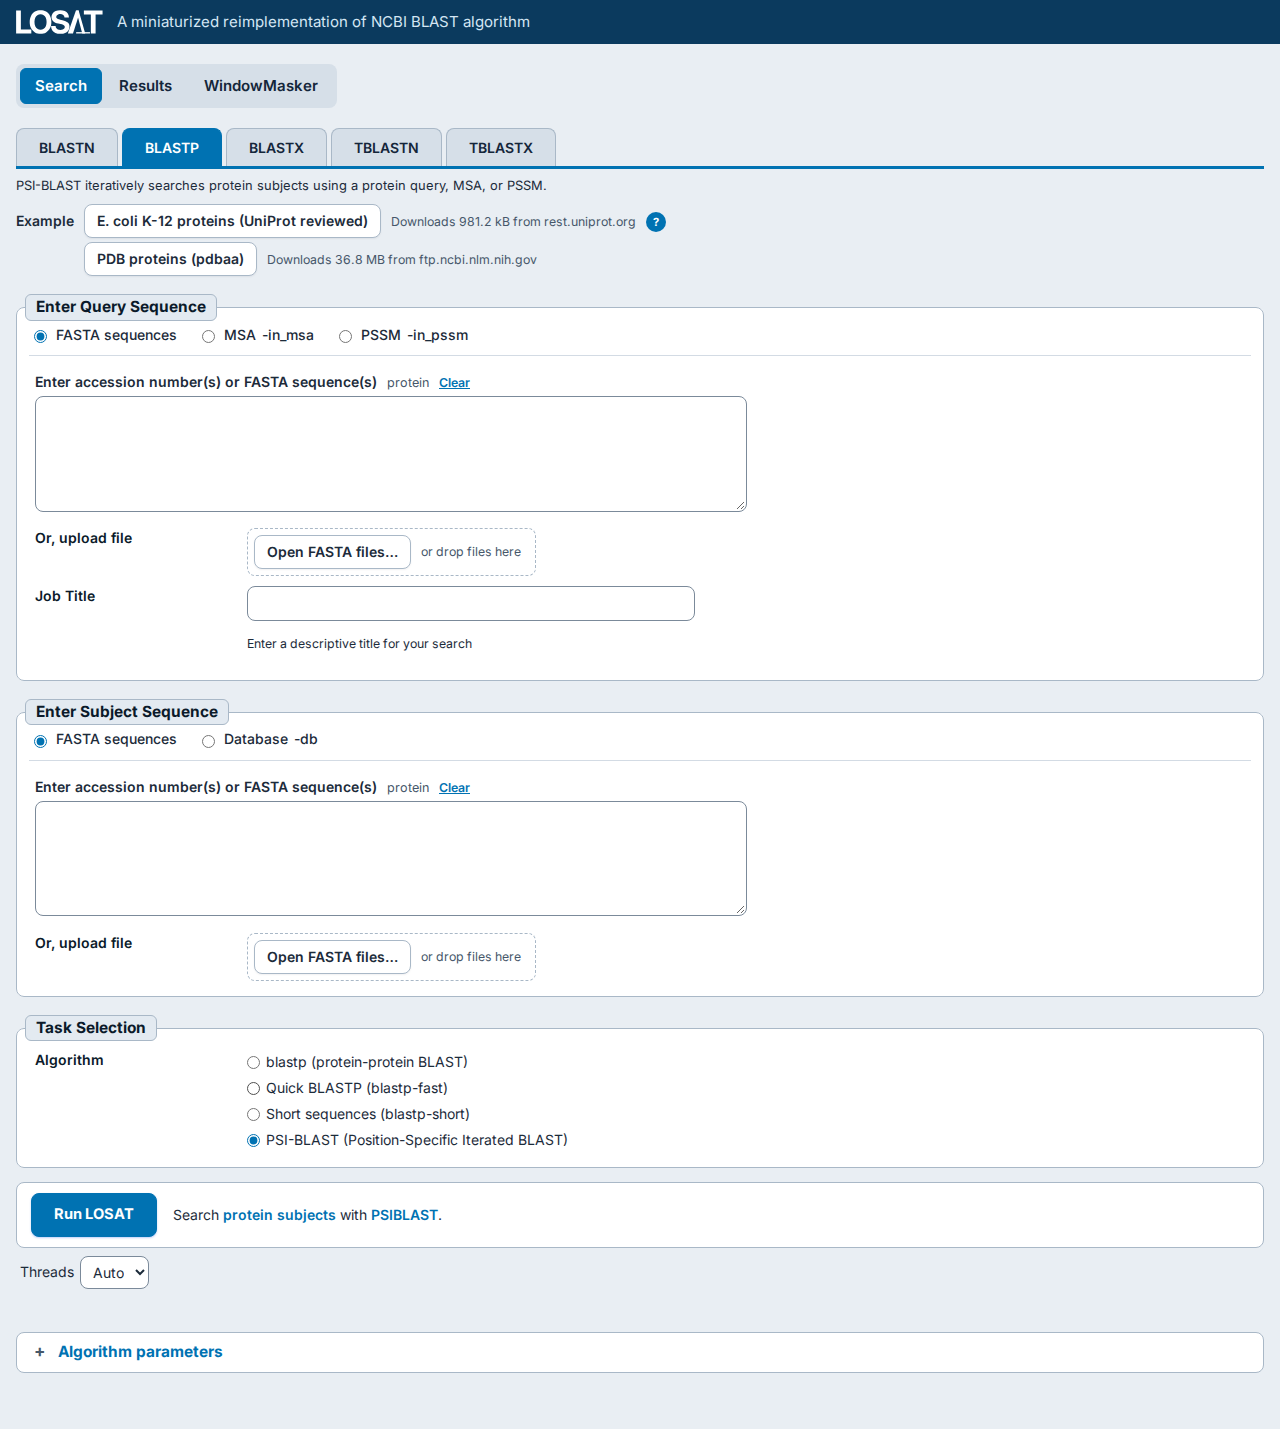 LOSAT A miniaturized reimplementation of NCBI BLAST algorithm
Search Results WindowMasker
BLASTN BLASTP BLASTX TBLASTN TBLASTX
PSI-BLAST iteratively searches protein subjects using a protein query, MSA, or PSSM.
Example E. coli K-12 proteins (UniProt reviewed) Downloads 981.2 kB from rest.uniprot.org ?
PDB proteins (pdbaa) Downloads 36.8 MB from ftp.ncbi.nlm.nih.gov
Enter Query Sequence
FASTA sequences MSA -in_msa PSSM -in_pssm
Enter accession number(s) or FASTA sequence(s) protein Clear
Or, upload file Open FASTA files... or drop files here
Job Title
Enter a descriptive title for your search
Enter Subject Sequence
FASTA sequences Database -db
Enter accession number(s) or FASTA sequence(s) protein Clear
Or, upload file Open FASTA files... or drop files here
Task Selection
Algorithm blastp (protein-protein BLAST)
Quick BLASTP (blastp-fast)
Short sequences (blastp-short)
PSI-BLAST (Position-Specific Iterated BLAST)
Run LOSAT Search protein subjects with PSIBLAST.
Threads Auto
+ Algorithm parameters